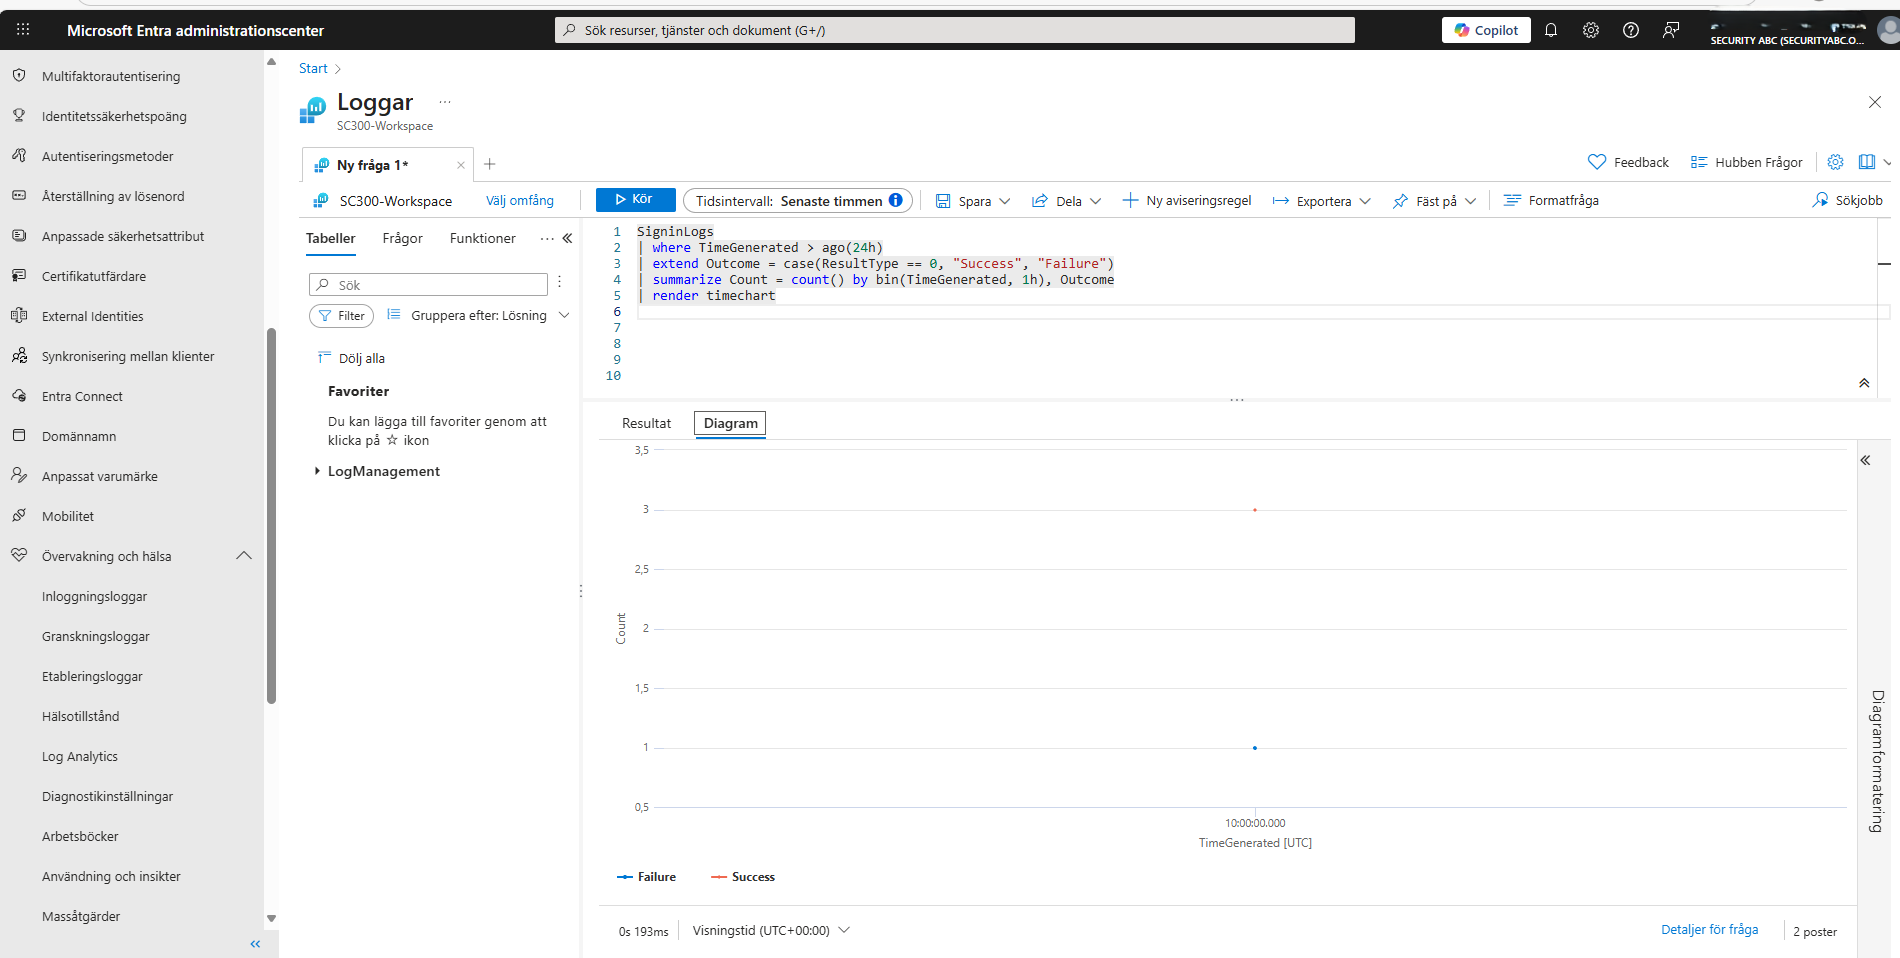 Microsoft Entra administrationscenter
Sök resurser, tjänster och dokument (G+/)
Copilot
SECURITY ABC (SECURITYABC.O...
Multifaktorautentisering
Identitetssäkerhetspoäng
Autentiseringsmetoder
Återställning av lösenord
Anpassade säkerhetsattribut
Certifikatutfärdare
External Identities
Synkronisering mellan klienter
Entra Connect
Domännamn
Anpassat varumärke
Mobilitet
Övervakning och hälsa
Inloggningsloggar
Granskningsloggar
Etableringsloggar
Hälsotillstånd
Log Analytics
Diagnostikinställningar
Arbetsböcker
Användning och insikter
Massåtgärder
Start
Loggar
SC300-Workspace
Ny fråga 1*
Feedback
Hubben Frågor
SC300-Workspace
Välj omfång
Kör
Tidsintervall: Senaste timmen
Spara
Dela
Ny aviseringsregel
Exportera
Fäst på
Formatfråga
Sökjobb
Tabeller
Frågor
Funktioner
Sök
Filter
Gruppera efter: Lösning
Dölj alla
Favoriter
Du kan lägga till favoriter genom att
klicka på ☆ ikon
LogManagement
1 SigninLogs
2 | where TimeGenerated > ago(24h)
3 | extend Outcome = case(ResultType == 0, "Success", "Failure")
4 | summarize Count = count() by bin(TimeGenerated, 1h), Outcome
5 | render timechart
6
7
8
9
10
Resultat
Diagram
3,5
3
2,5
2
1,5
1
0,5
Count
10:00:00.000
TimeGenerated [UTC]
Failure
Success
Diagramformatering
0s 193ms
Visningstid (UTC+00:00)
Detaljer för fråga
2 poster